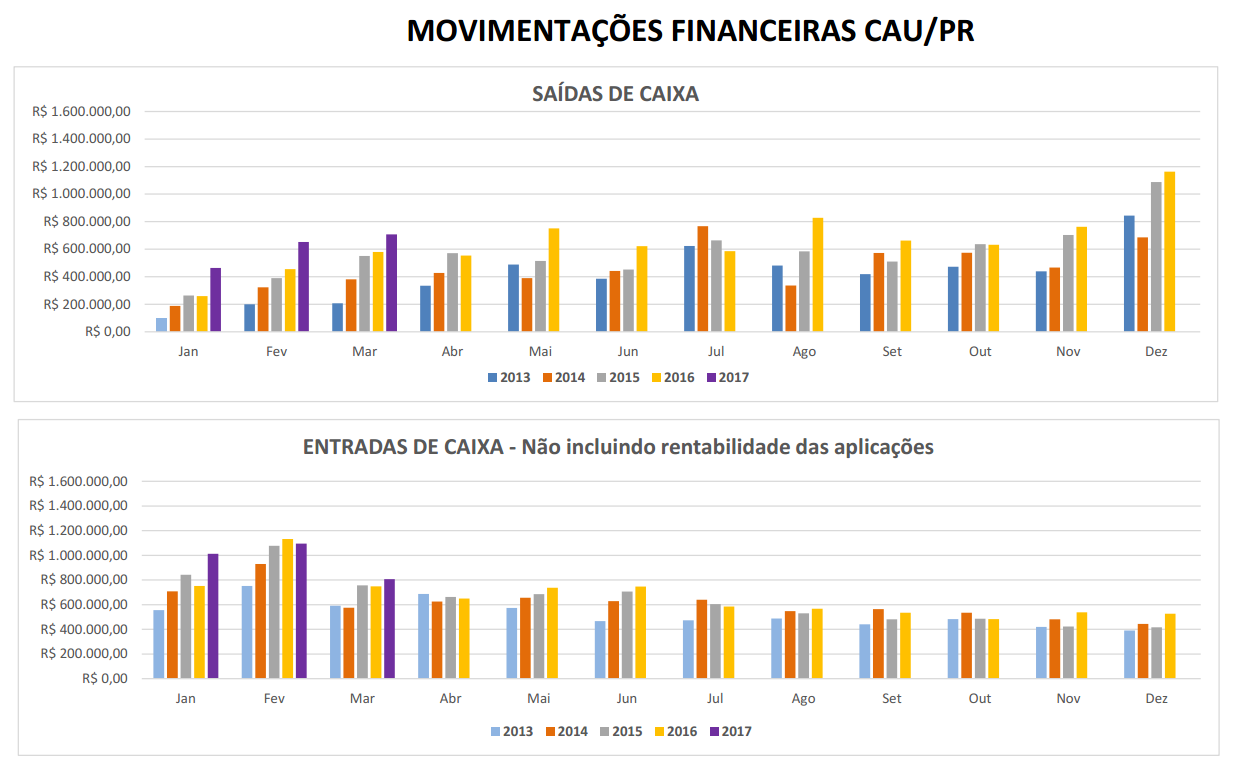 MOVIMENTAÇÕES FINANCEIRAS CAU/PR
SAÍDAS DE CAIXA
R$ 1.600.000,00
R$ 1.400.000,00
R$ 1.200.000,00
R$ 1.000.000,00
R$ 800.000,00
R$ 600.000,00
R$ 400.000,00
R$ 200.000,00
R$ 0,00
Jan Fev Mar Abr Mai Jun Jul Ago Set Out Nov Dez
2013 2014 2015 2016 2017
ENTRADAS DE CAIXA - Não incluindo rentabilidade das aplicações
R$ 1.600.000,00
R$ 1.400.000,00
R$ 1.200.000,00
R$ 1.000.000,00
R$ 800.000,00
R$ 600.000,00
R$ 400.000,00
R$ 200.000,00
R$ 0,00
Jan Fev Mar Abr Mai Jun Jul Ago Set Out Nov Dez
2013 2014 2015 2016 2017